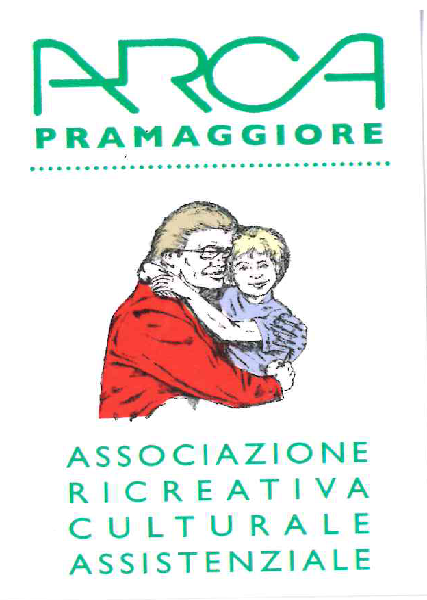 ARCA
PRAMAGGIORE
ASSOCIAZIONE
RICREATIVA
CULTURALE
ASSISTENZIALE